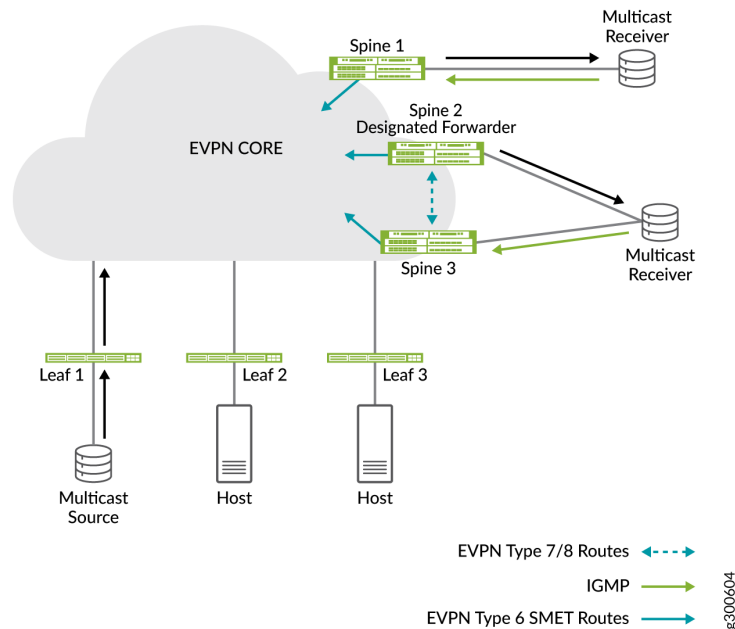 Multicast
Receiver
Spine 1
Spine 2
Designated Forwarder
EVPN CORE
Multicast
Receiver
Spine 3
Leaf 1
Leaf 2
Leaf 3
Multicast
Source
Host
Host
EVPN Type 7/8 Routes
IGMP
EVPN Type 6 SMET Routes
g300604